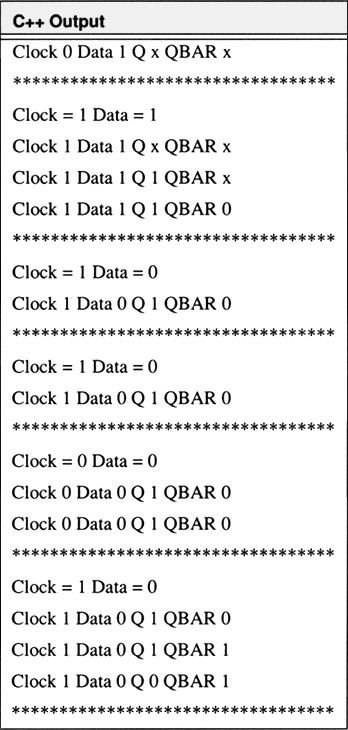 C++ Output
Clock 0 Data 1 Q x QBAR x
**********************************
Clock = 1 Data = 1
Clock 1 Data 1 Q x QBAR x
Clock 1 Data 1 Q 1 QBAR x
Clock 1 Data 1 Q 1 QBAR 0
**********************************
Clock = 1 Data = 0
Clock 1 Data 0 Q 1 QBAR 0
**********************************
Clock = 1 Data = 0
Clock 1 Data 0 Q 1 QBAR 0
**********************************
Clock = 0 Data = 0
Clock 0 Data 0 Q 1 QBAR 0
Clock 0 Data 0 Q 1 QBAR 0
**********************************
Clock = 1 Data = 0
Clock 1 Data 0 Q 1 QBAR 0
Clock 1 Data 0 Q 1 QBAR 1
Clock 1 Data 0 Q 0 QBAR 1
**********************************